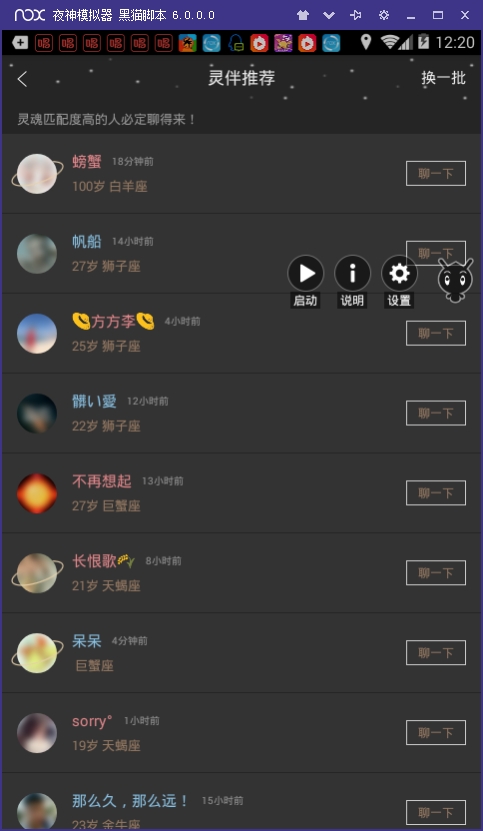 nox 夜神模拟器 黑猫脚本 6.0.0.0
12:20
灵伴推荐 换一批
灵魂匹配度高的人必定聊得来！
螃蟹 18分钟前
100岁 白羊座 聊一下
帆船 14小时前
27岁 狮子座 聊一下
启动 说明 设置
方方李 4小时前
25岁 狮子座 聊一下
髒い愛 12小时前
22岁 狮子座 聊一下
不再想起 13小时前
27岁 巨蟹座 聊一下
长恨歌 8小时前
21岁 天蝎座 聊一下
呆呆 4分钟前
巨蟹座 聊一下
sorry° 1小时前
19岁 天蝎座 聊一下
那么久，那么远！ 15小时前
23岁 金牛座 聊一下